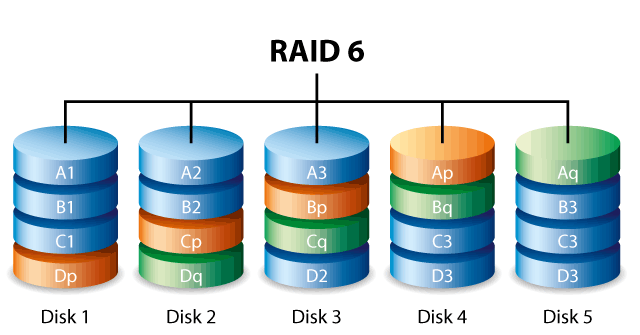 RAID 6
A1 A2 A3 Ap Aq
B1 B2 Bp Bq B3
C1 Cp Cq C3 C3
Dp Dq D2 D3 D3
Disk 1 Disk 2 Disk 3 Disk 4 Disk 5